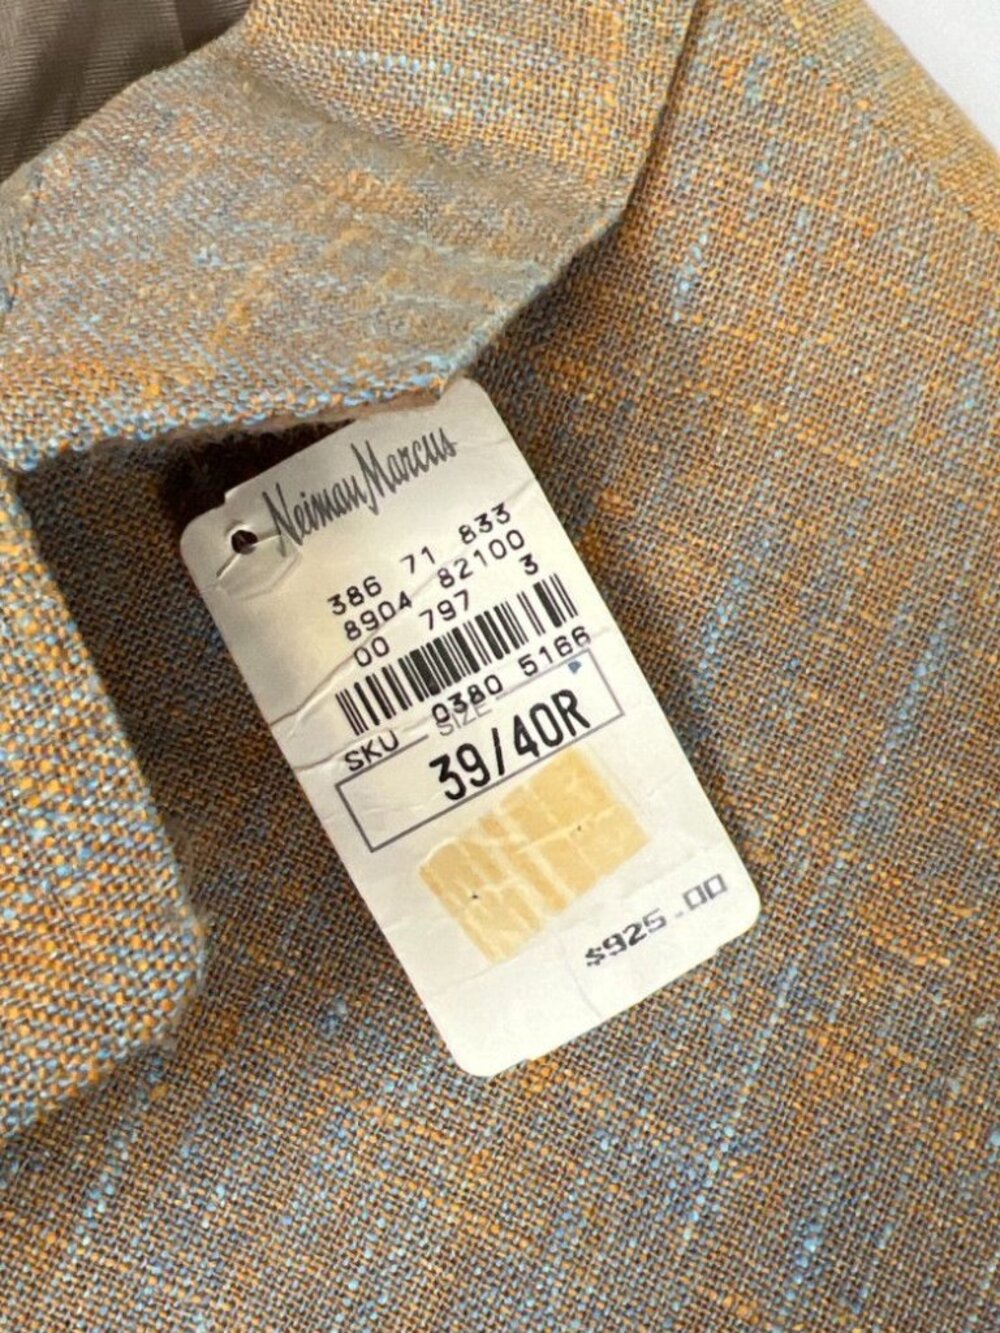 Neiman Marcus
386 71 833
8904 82100
00 797 3
SKU 0380 5166
SIZE
39/40R
$925.00